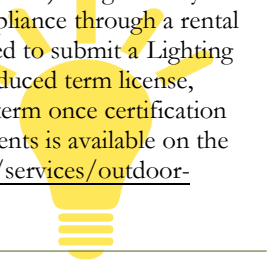 pliance through a rental
ed to submit a Lighting
duced term license,
term once certification
ents is available on the
/services/outdoor-